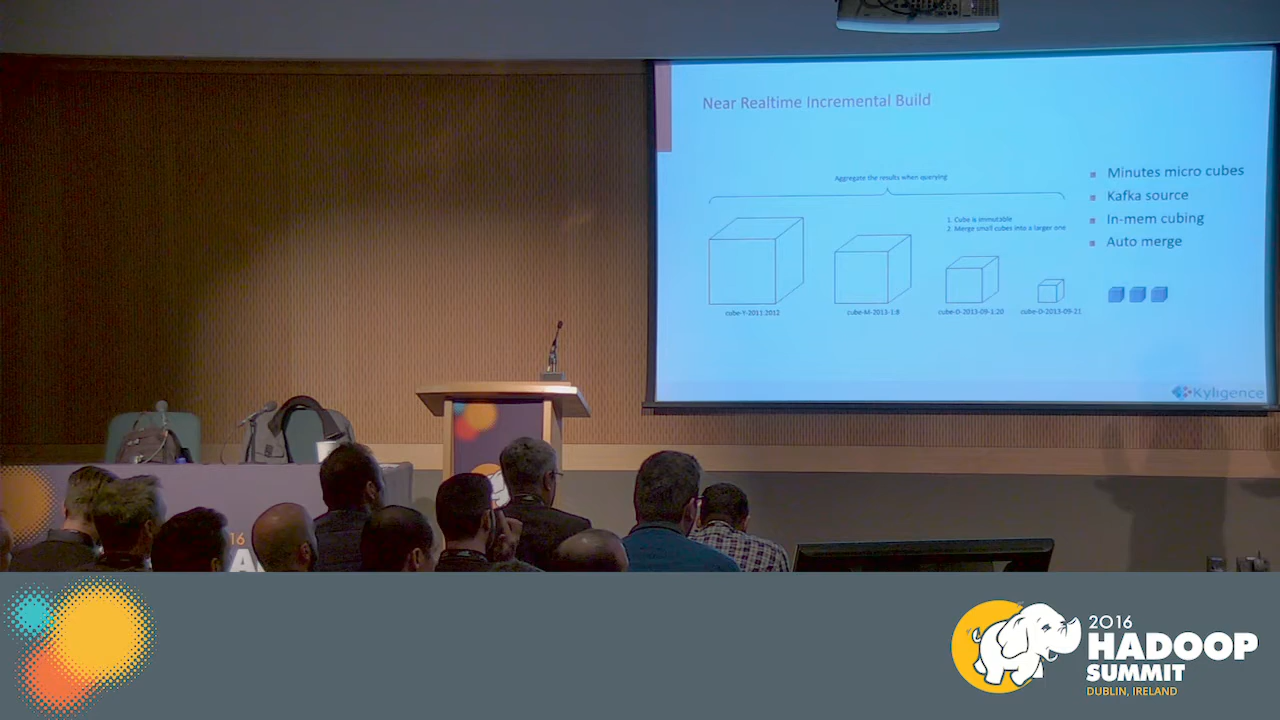 Near Realtime Incremental Build
Aggregate the results when querying
1. Cube is immutable
2. Merge small cubes into a larger one
Minutes micro cubes
Kafka source
In-mem cubing
Auto merge
cube-Y-2011:2012
cube-M-2013-1:8
cube-D-2013-09-1:20
cube-D-2013-09-21
Kyligence
16
A
2016
HADOOP
SUMMIT
DUBLIN, IRELAND